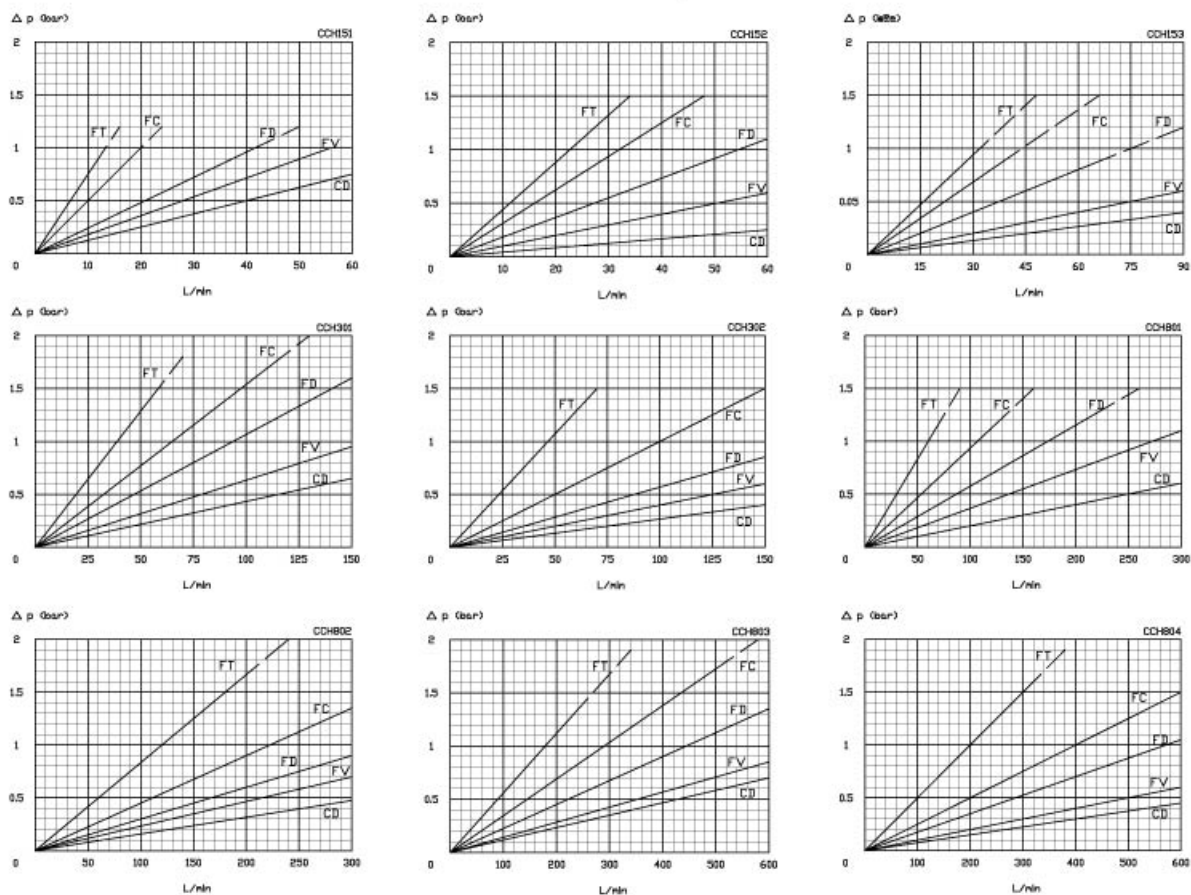 Δ p (bar)
CCH151
2
1.5
1
0.5
0
FT
FC
FD
FV
CD
10 20 30 40 50 60
L/min
Δ p (bar)
CCH152
2
1.5
1
0.5
0
FT
FC
FD
FV
CD
10 20 30 40 50 60
L/min
Δ p
CCH153
2
1.5
1
0.05
0
FT
FC
FD
FV
CD
15 30 45 60 75 90
L/min
Δ p (bar)
CCH301
2
1.5
1
0.5
0
FC
FT
FD
FV
CD
25 50 75 100 125 150
L/min
Δ p (bar)
CCH302
2
1.5
1
0.5
0
FT
FC
FD
FV
CD
25 50 75 100 125 150
L/min
Δ p (bar)
CCH801
2
1.5
1
0.5
0
FT
FC
FD
FV
CD
50 100 150 200 250 300
L/min
Δ p (bar)
CCH802
2
1.5
1
0.5
0
FT
FC
FD
FV
CD
50 100 150 200 250 300
L/min
Δ p (bar)
CCH803
2
1.5
1
0.5
0
FT
FC
FD
FV
CD
100 200 300 400 500 600
L/min
Δ p (bar)
CCH804
2
1.5
1
0.5
0
FT
FC
FD
FV
CD
100 200 300 400 500 600
L/min